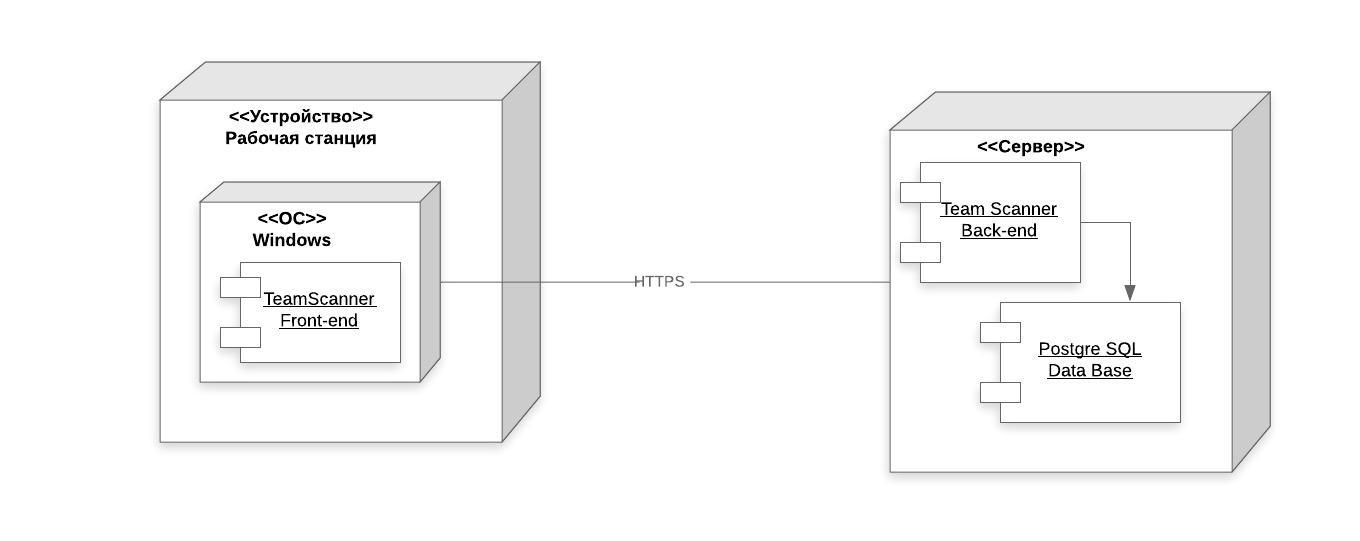 <<Устройство>>
Рабочая станция
<<ОС>>
Windows
TeamScanner
Front-end
HTTPS
<<Сервер>>
Team Scanner
Back-end
Postgre SQL
Data Base